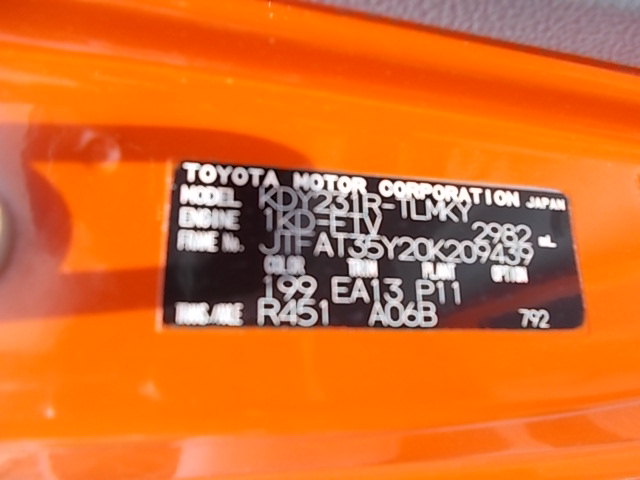 TOYOTA MOTOR CORPORATION JAPAN
MODEL KDY231R-TLMKY
ENGINE 1KD-FTV 2982 mL
FRAME No. JTFAT35Y20K209439
COLOR TRIM PLANT OPTION
199 EA13 P11
TRANS/AXLE R451 A06B 792